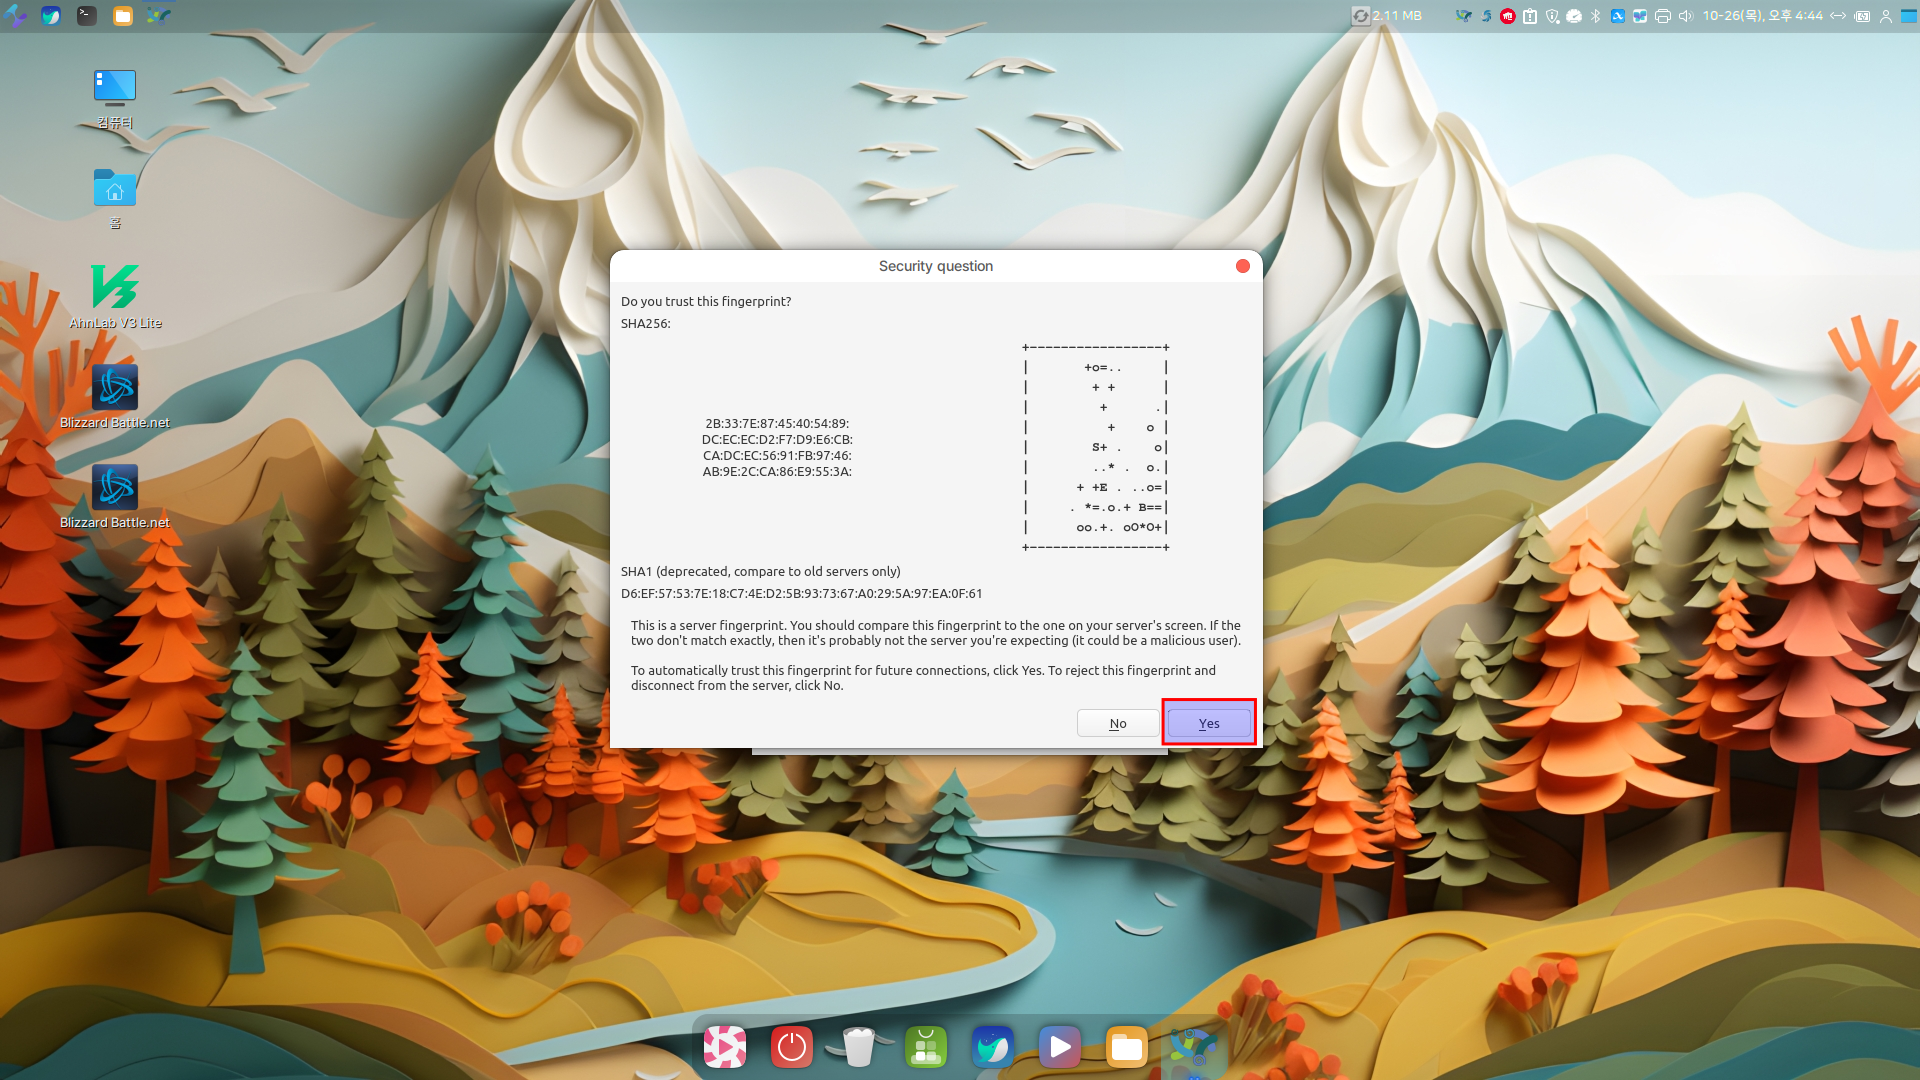 2.11 MB
10-26(목), 오후 4:44
컴퓨터
홈
AhnLab V3 Lite
Blizzard Battle.net
Blizzard Battle.net
Security question
Do you trust this fingerprint?
SHA256:
2B:33:7E:87:45:40:54:89:
DC:EC:EC:D2:F7:D9:E6:CB:
CA:DC:EC:56:91:FB:97:46:
AB:9E:2C:CA:86:E9:55:3A:
+-----------------+
|       +o=..     |
|        + +      |
|         +      .|
|          +    o |
|        S+ .    o|
|        ..* .  o.|
|      + +E . ..o=|
|     . *=.o.+ B==|
|      oo.+. oO*O+|
+-----------------+
SHA1 (deprecated, compare to old servers only)
D6:EF:57:53:7E:18:C7:4E:D2:5B:93:73:67:A0:29:5A:97:EA:0F:61
This is a server fingerprint. You should compare this fingerprint to the one on your server's screen. If the
two don't match exactly, then it's probably not the server you're expecting (it could be a malicious user).
To automatically trust this fingerprint for future connections, click Yes. To reject this fingerprint and
disconnect from the server, click No.
No
Yes